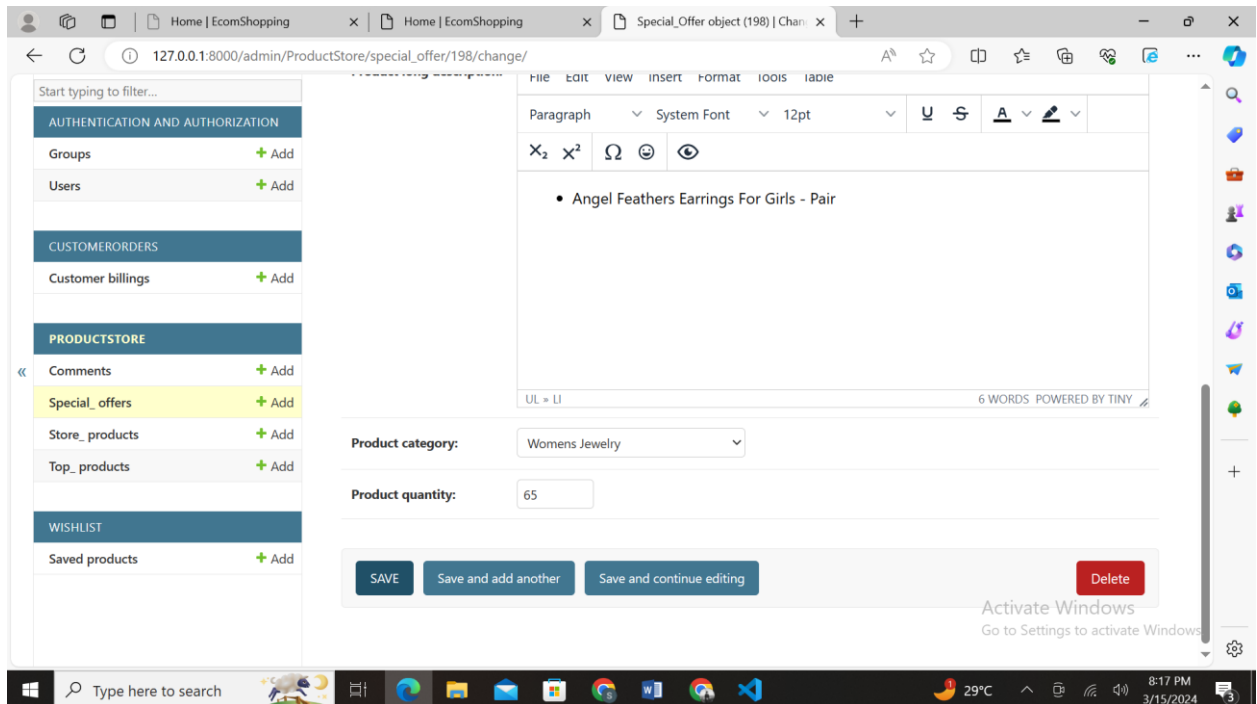 Home | EcomShopping
Home | EcomShopping
Special_Offer object (198) | Chan
127.0.0.1:8000/admin/ProductStore/special_offer/198/change/
Start typing to filter...
AUTHENTICATION AND AUTHORIZATION
Groups + Add
Users + Add
CUSTOMERORDERS
Customer billings + Add
PRODUCTSTORE
Comments + Add
Special_ offers + Add
Store_ products + Add
Top_ products + Add
WISHLIST
Saved products + Add
Product long description:
File Edit View Insert Format Tools Table
Paragraph System Font 12pt U S A
X₂ X² Ω
• Angel Feathers Earrings For Girls - Pair
UL » LI 6 WORDS POWERED BY TINY
Product category: Womens Jewelry
Product quantity: 65
SAVE Save and add another Save and continue editing Delete
Activate Windows
Go to Settings to activate Windows
Type here to search
29°C
8:17 PM
3/15/2024